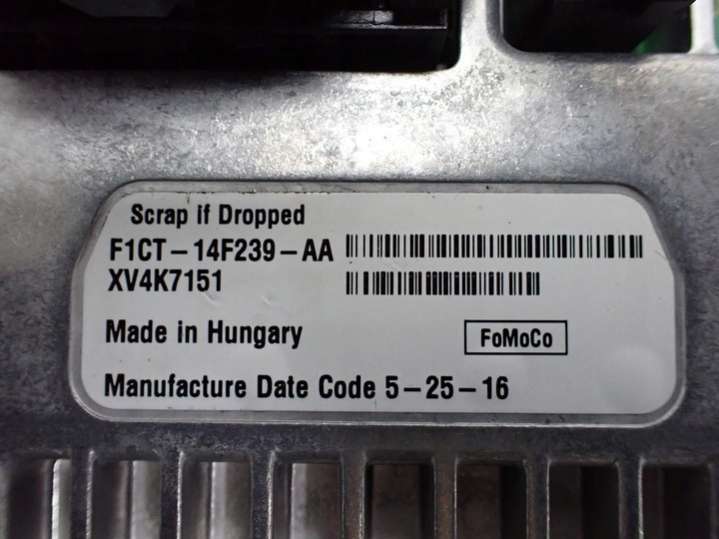 Scrap if Dropped
F1CT-14F239-AA
XV4K7151
Made in Hungary
FoMoCo
Manufacture Date Code 5-25-16